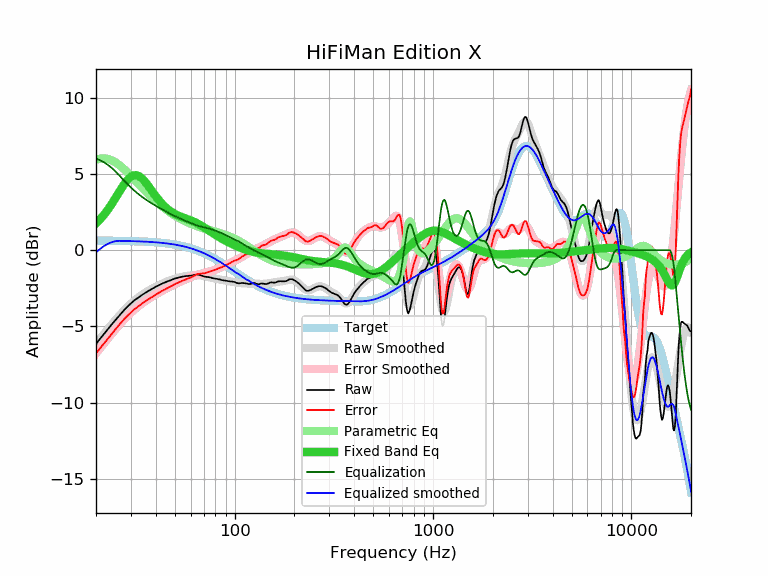 HiFiMan Edition X
Amplitude (dBr)
10
5
0
−5
−10
−15
Target
Raw Smoothed
Error Smoothed
Raw
Error
Parametric Eq
Fixed Band Eq
Equalization
Equalized smoothed
100
1000
10000
Frequency (Hz)